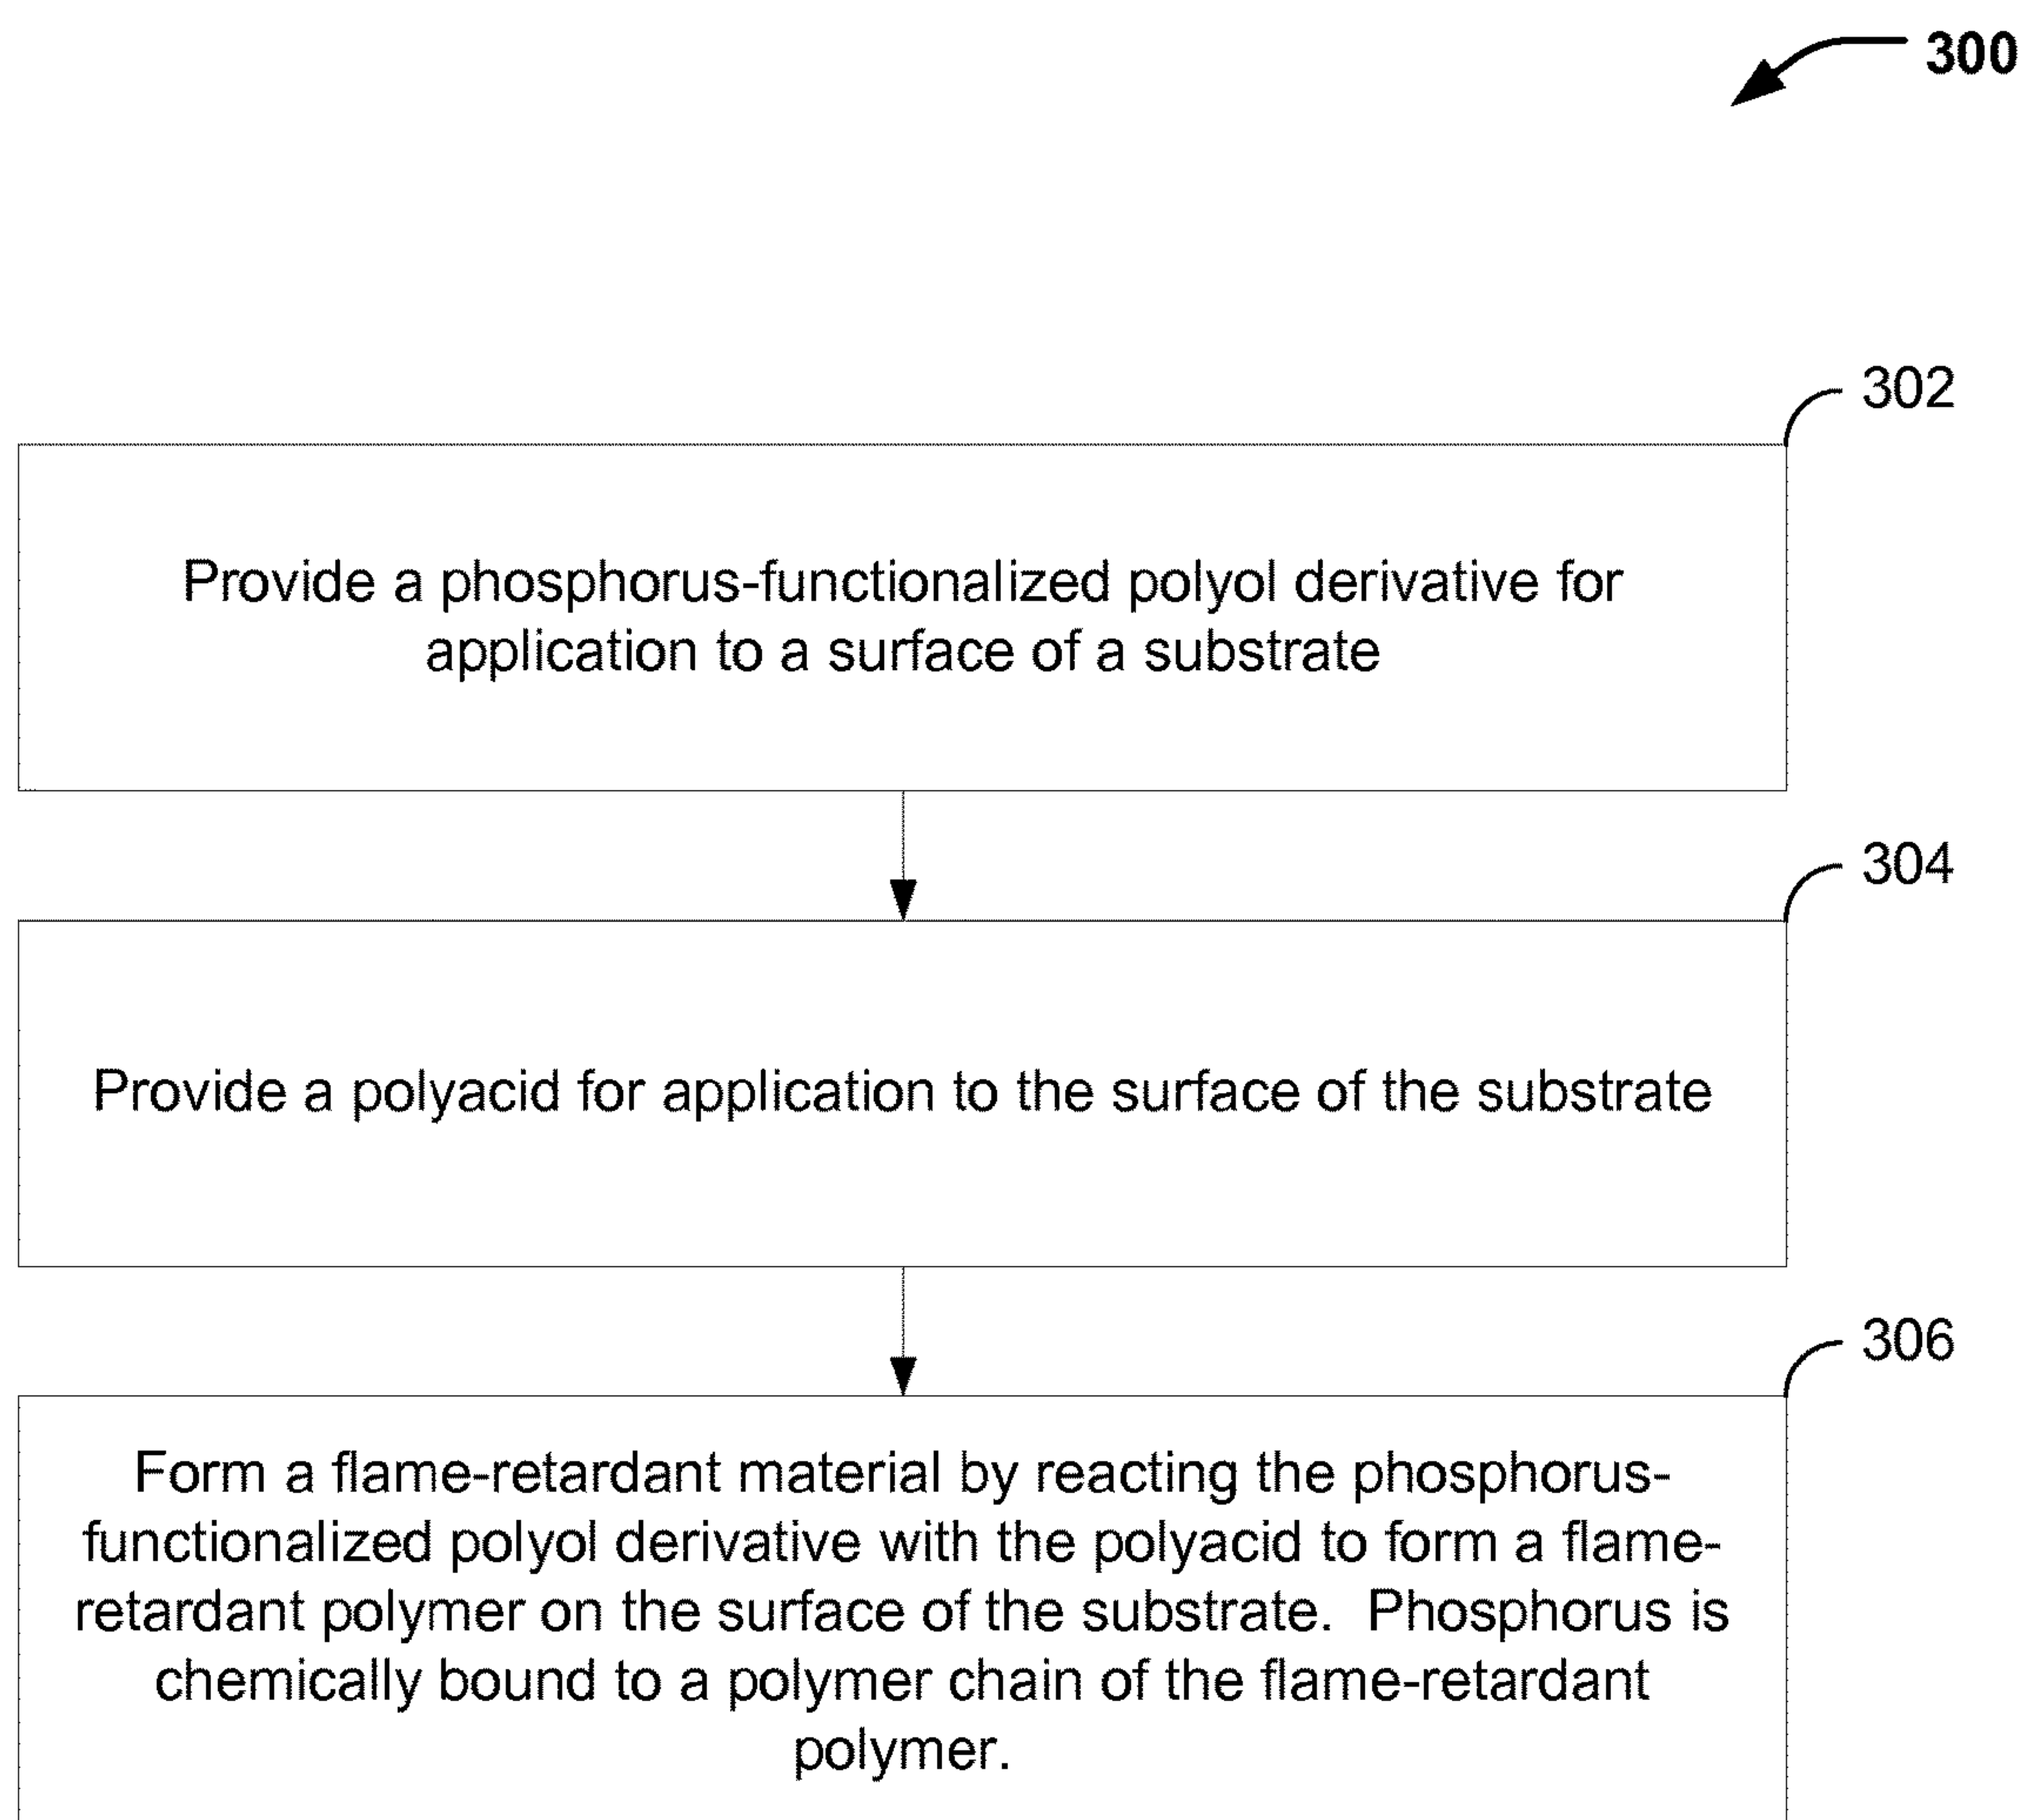 300
302
Provide a phosphorus-functionalized polyol derivative for
application to a surface of a substrate
304
Provide a polyacid for application to the surface of the substrate
306
Form a flame-retardant material by reacting the phosphorus-
functionalized polyol derivative with the polyacid to form a flame-
retardant polymer on the surface of the substrate.  Phosphorus is
chemically bound to a polymer chain of the flame-retardant
polymer.